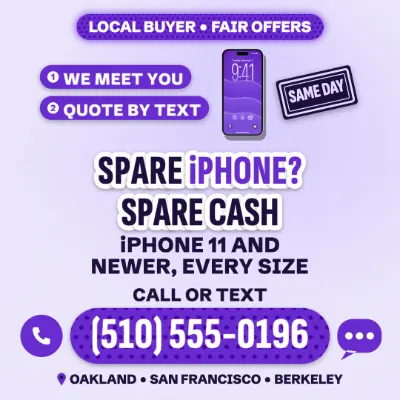 LOCAL BUYER • FAIR OFFERS
1 WE MEET YOU
2 QUOTE BY TEXT
9:41
SAME DAY
SPARE iPHONE?
SPARE CASH
iPHONE 11 AND
NEWER, EVERY SIZE
CALL OR TEXT
(510) 555-0196
OAKLAND • SAN FRANCISCO • BERKELEY